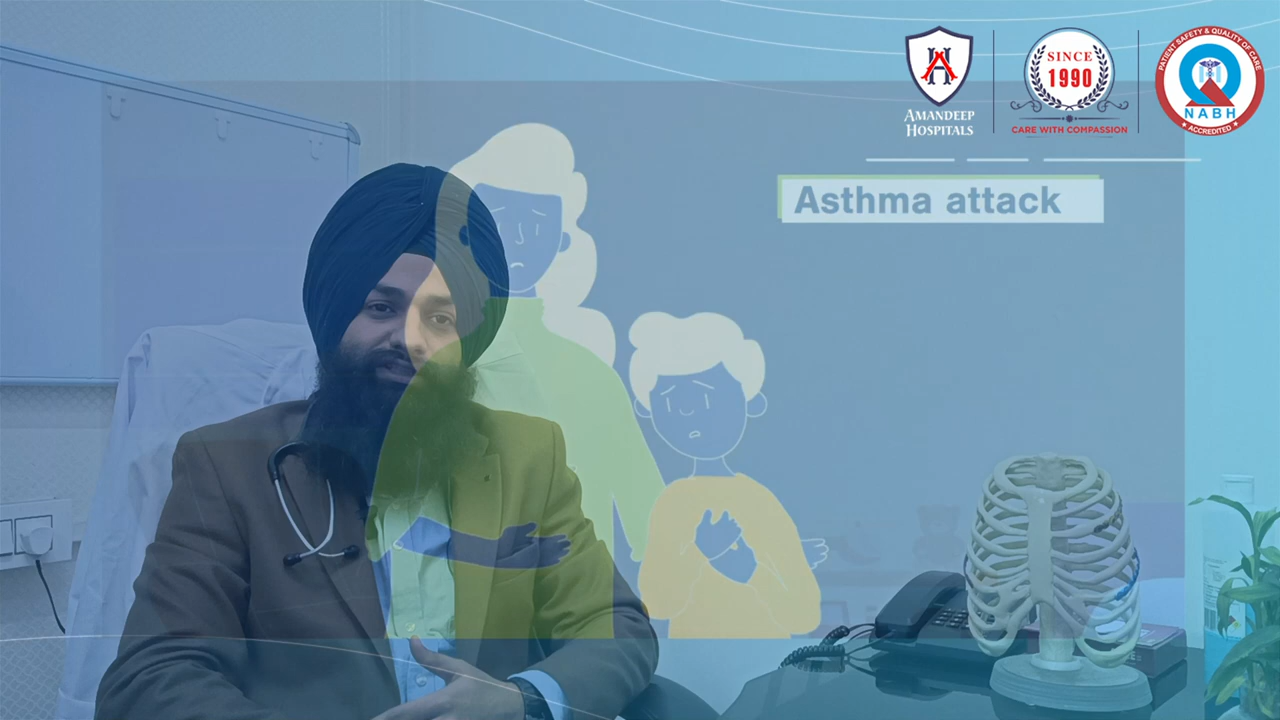 AMANDEEP
HOSPITALS
SINCE
1990
CARE WITH COMPASSION
PATIENT SAFETY & QUALITY OF CARE
NABH
ACCREDITED
Asthma attack